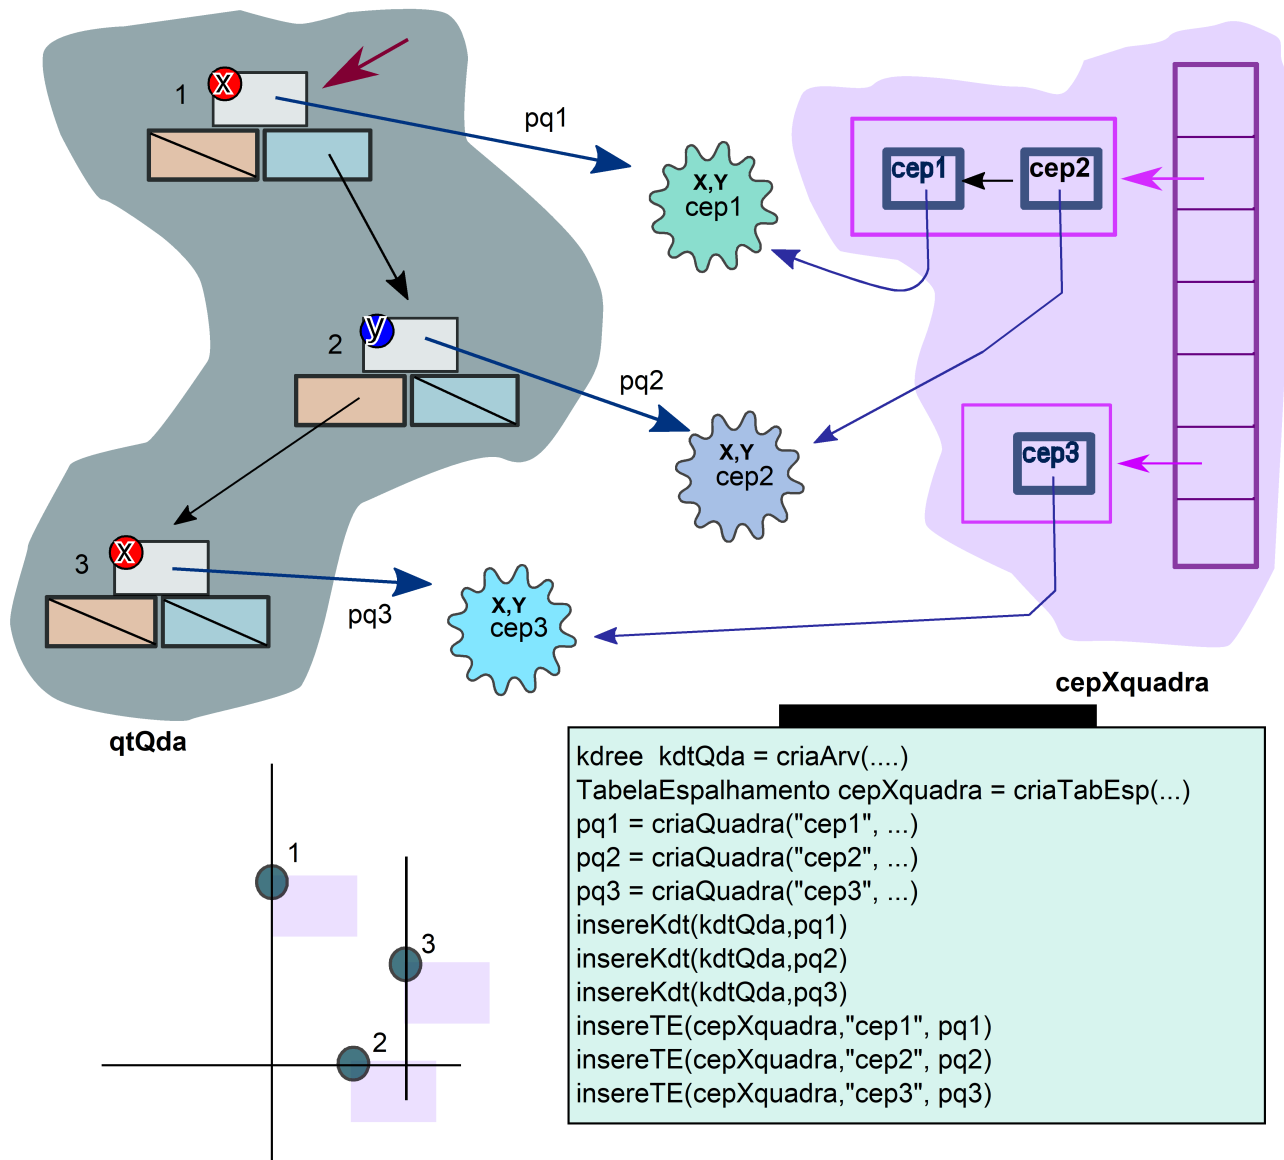 1
X
pq1
X,Y
cep1
cep1
cep2
2
y
pq2
X,Y
cep2
cep3
3
X
pq3
X,Y
cep3
cepXquadra
qtQda
kdree  kdtQda = criaArv(....)
TabelaEspalhamento cepXquadra = criaTabEsp(...)
pq1 = criaQuadra("cep1", ...)
pq2 = criaQuadra("cep2", ...)
pq3 = criaQuadra("cep3", ...)
insereKdt(kdtQda,pq1)
insereKdt(kdtQda,pq2)
insereKdt(kdtQda,pq3)
insereTE(cepXquadra,"cep1", pq1)
insereTE(cepXquadra,"cep2", pq2)
insereTE(cepXquadra,"cep3", pq3)
1
3
2